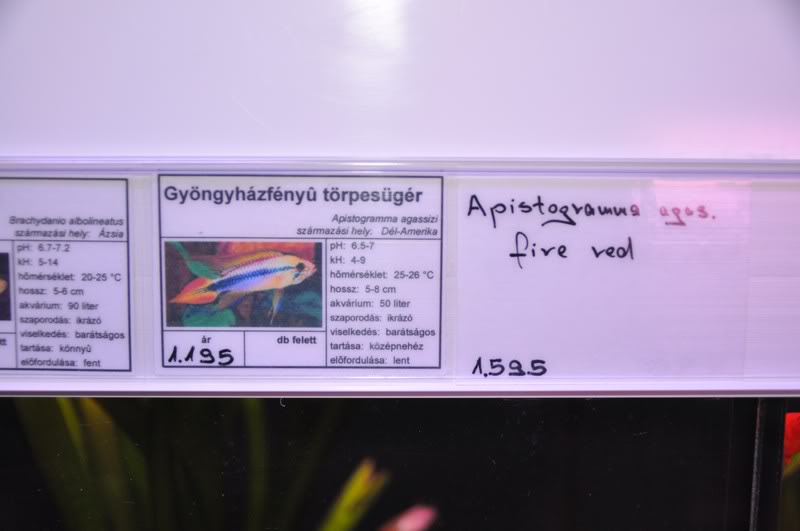 Brachydanio albolineatus
származási hely: Ázsia
pH: 6.7-7.2
kH: 5-14
hőmérséklet: 20-25 °C
hossz: 5-6 cm
akvárium: 90 liter
szaporodás: ikrázó
viselkedés: barátságos
tartása: könnyû
előfordulása: fent
Gyöngyházfényû törpesügér
Apistogramma agassizi
származási hely: Dél-Amerika
pH: 6.5-7
kH: 4-9
hőmérséklet: 25-26 °C
hossz: 5-8 cm
akvárium: 50 liter
szaporodás: ikrázó
viselkedés: barátságos
tartása: középnehéz
előfordulása: lent
ár
1.195
db felett
Apistogramma agas.
fire red
1.595